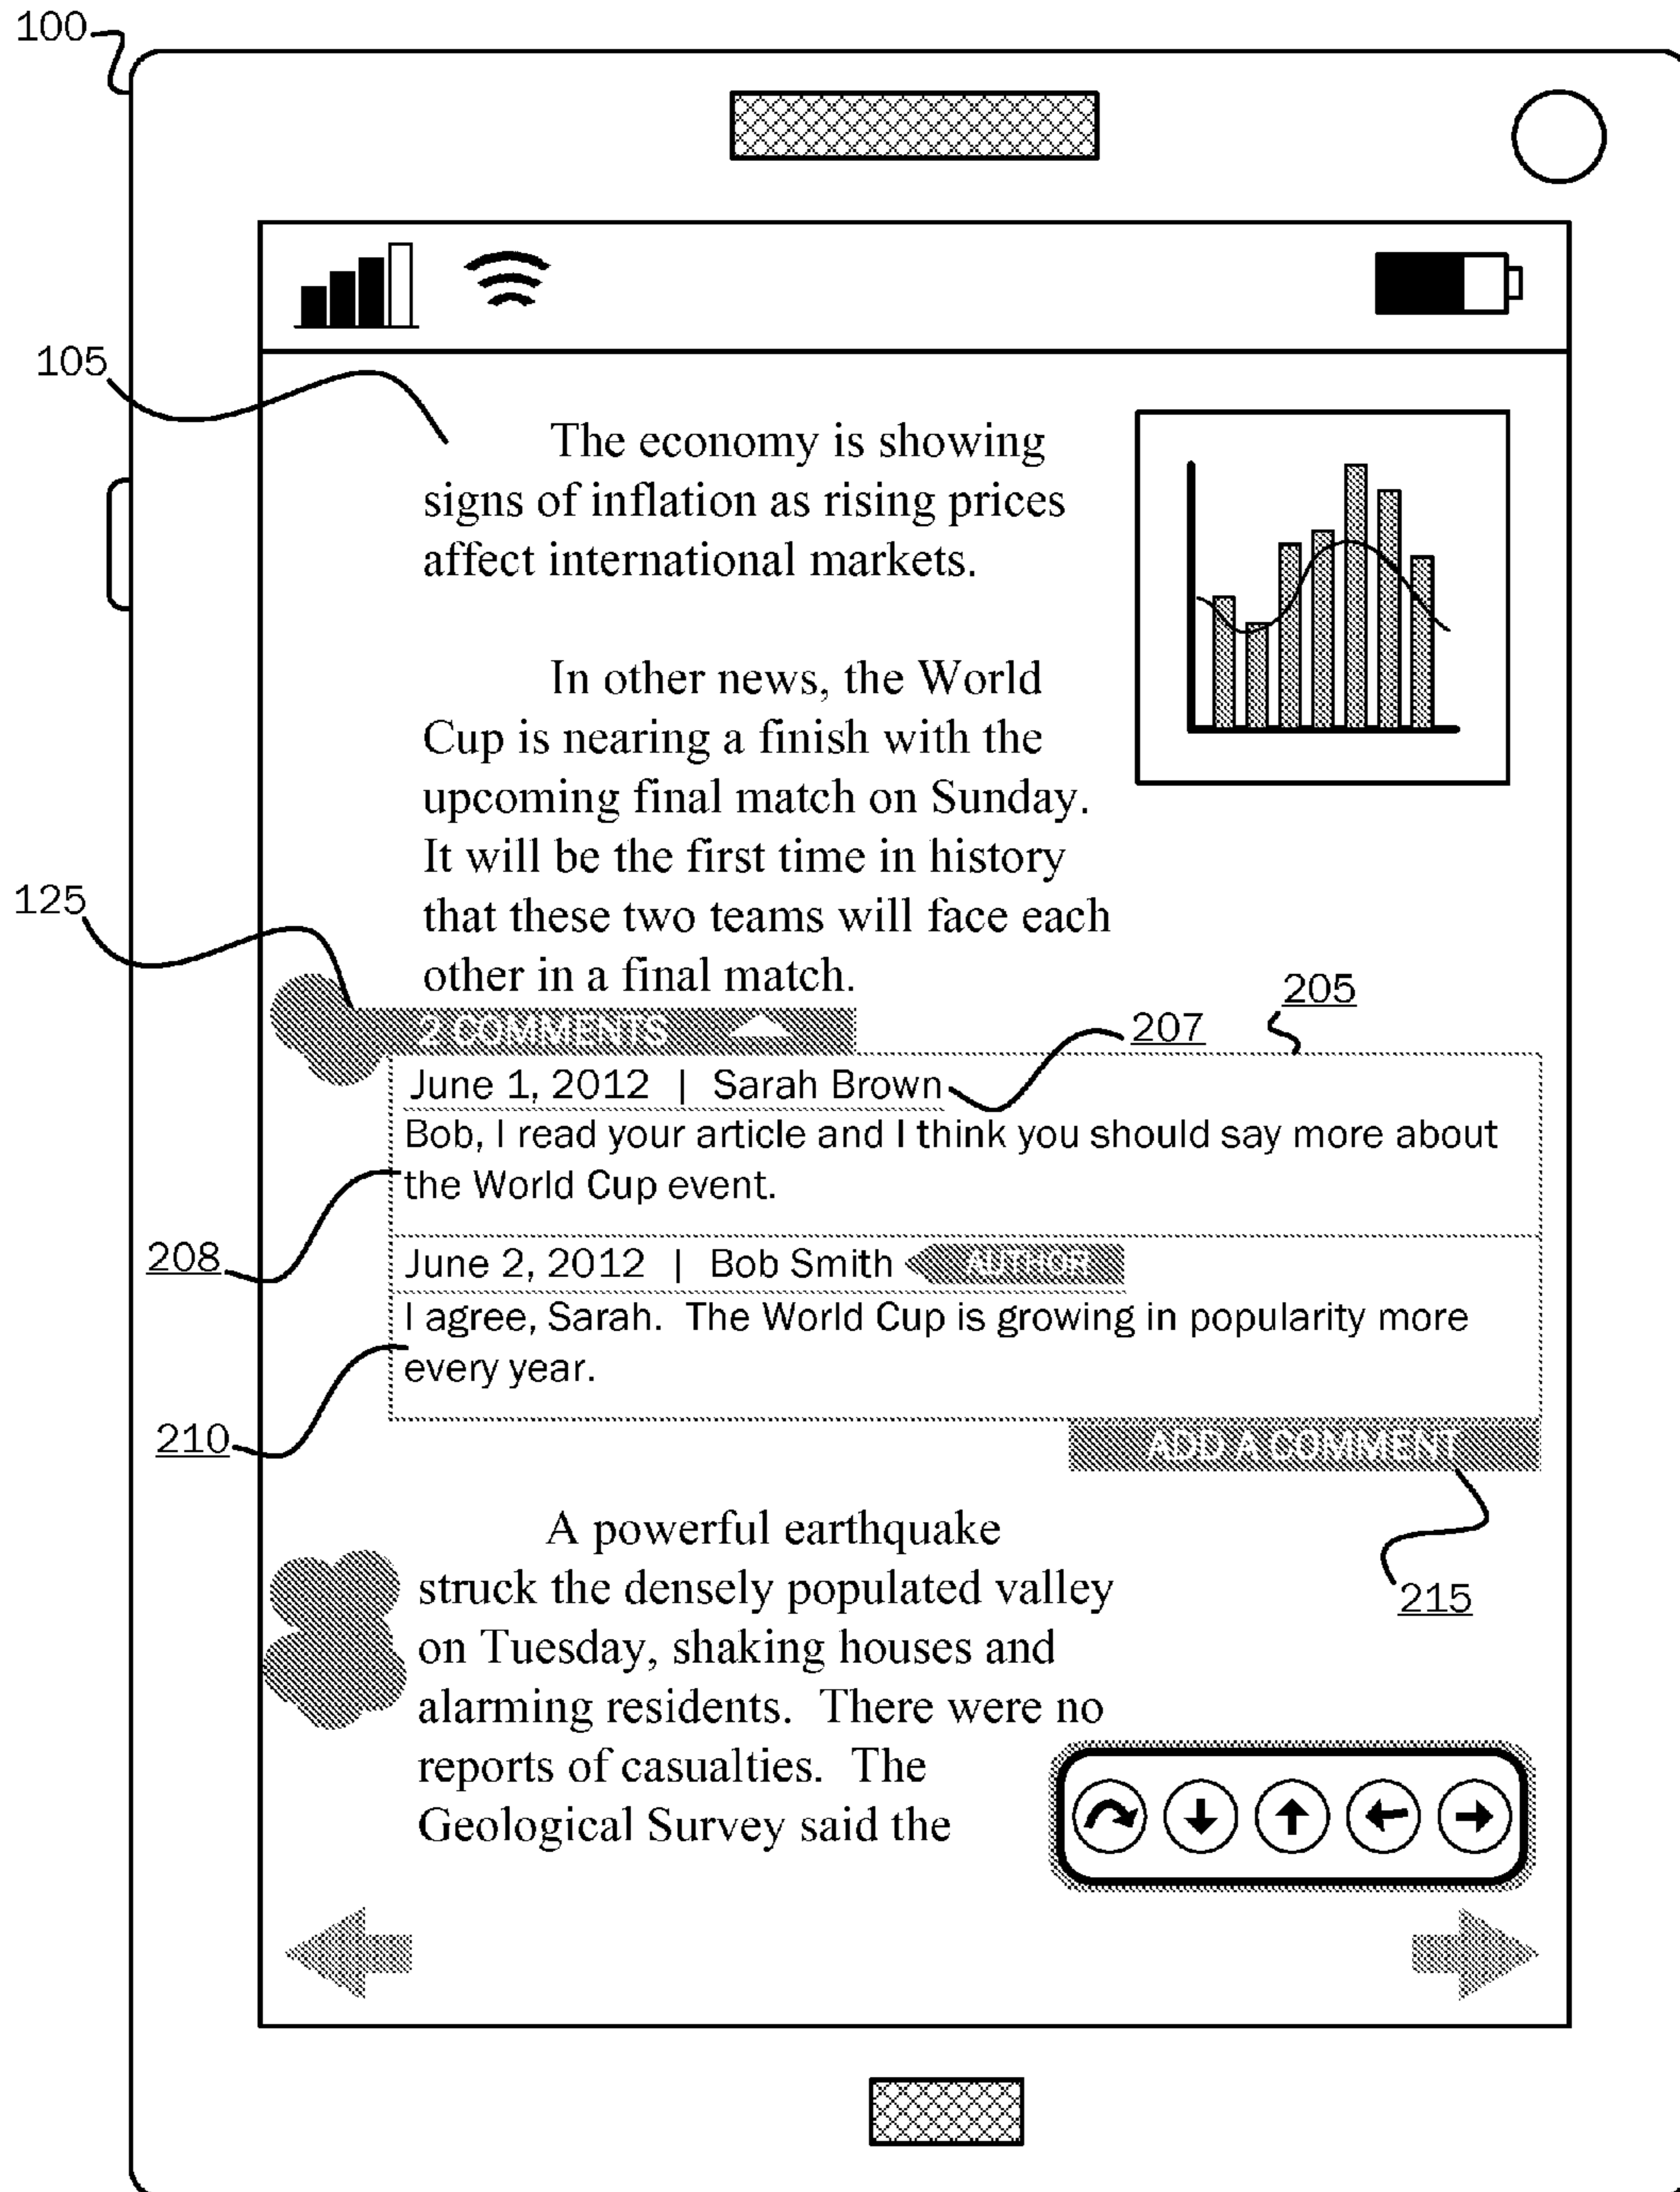 100
105
The economy is showing
signs of inflation as rising prices
affect international markets.
In other news, the World
Cup is nearing a finish with the
upcoming final match on Sunday.
It will be the first time in history
that these two teams will face each
other in a final match.
125
2 COMMENTS
205
207
June 1, 2012 | Sarah Brown
Bob, I read your article and I think you should say more about
the World Cup event.
208
June 2, 2012 | Bob Smith AUTHOR
I agree, Sarah. The World Cup is growing in popularity more
every year.
210
ADD A COMMENT
215
A powerful earthquake
struck the densely populated valley
on Tuesday, shaking houses and
alarming residents. There were no
reports of casualties. The
Geological Survey said the